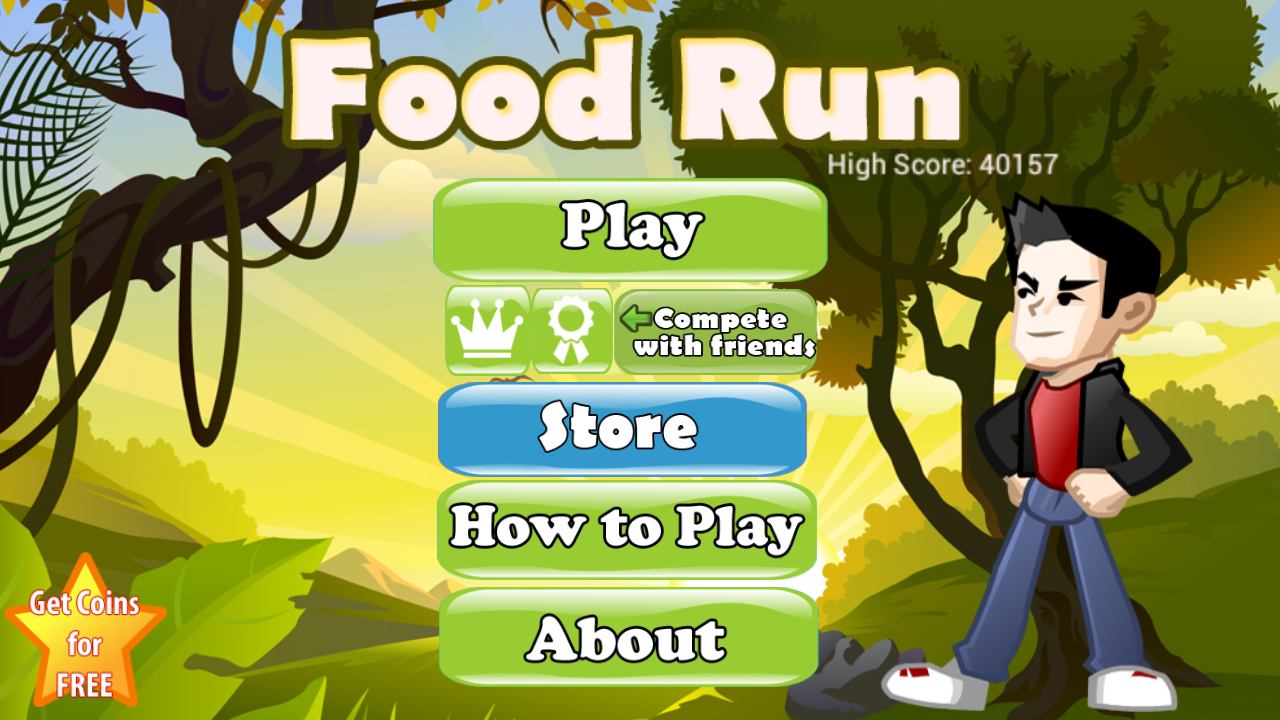 Food Run
High Score: 40157
Play
Compete
with friends
Store
How to Play
About
Get Coins
for
FREE